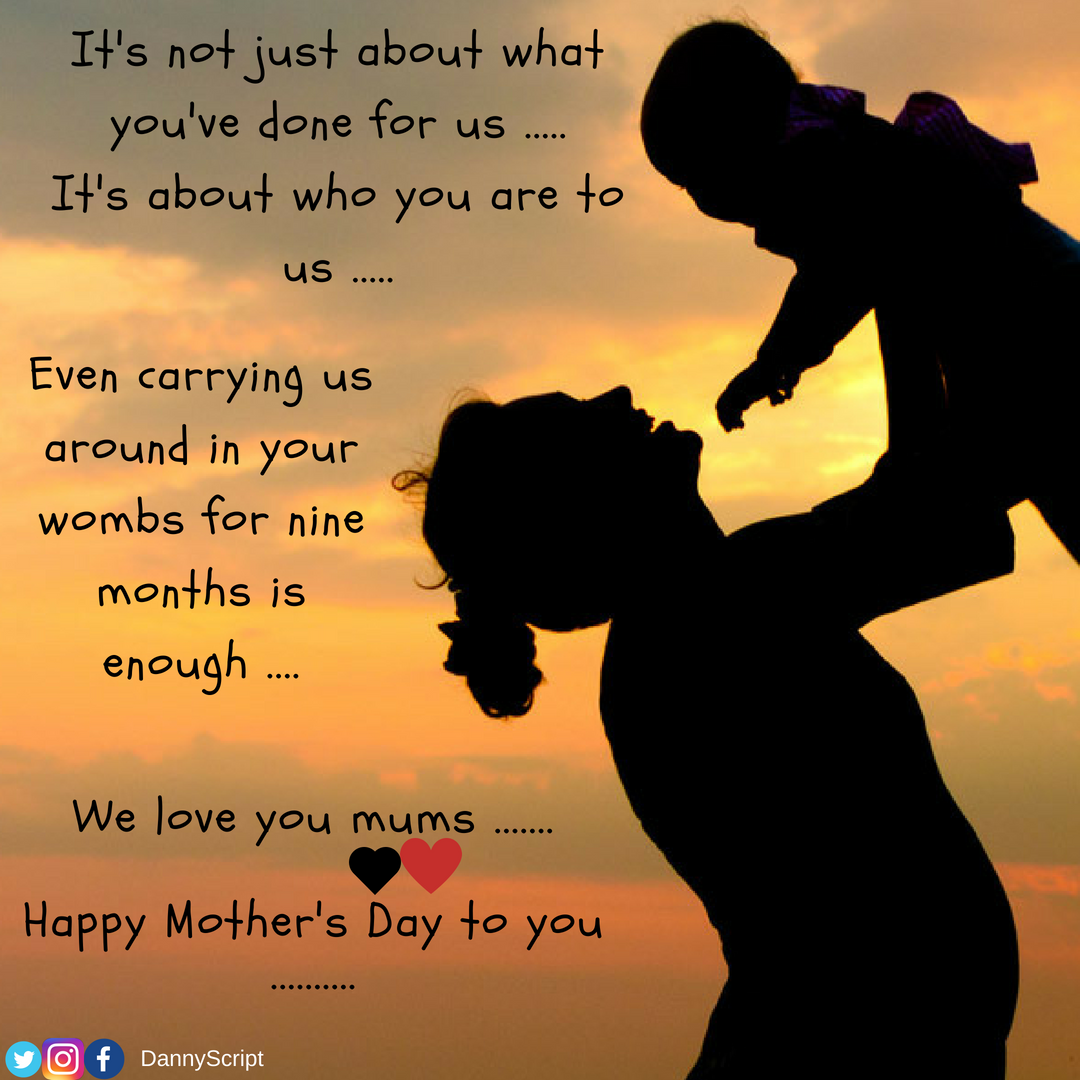 It's not just about what
you've done for us .....
It's about who you are to
us .....
Even carrying us
around in your
wombs for nine
months is
enough ....
We love you mums .......
Happy Mother's Day to you
..........
DannyScript